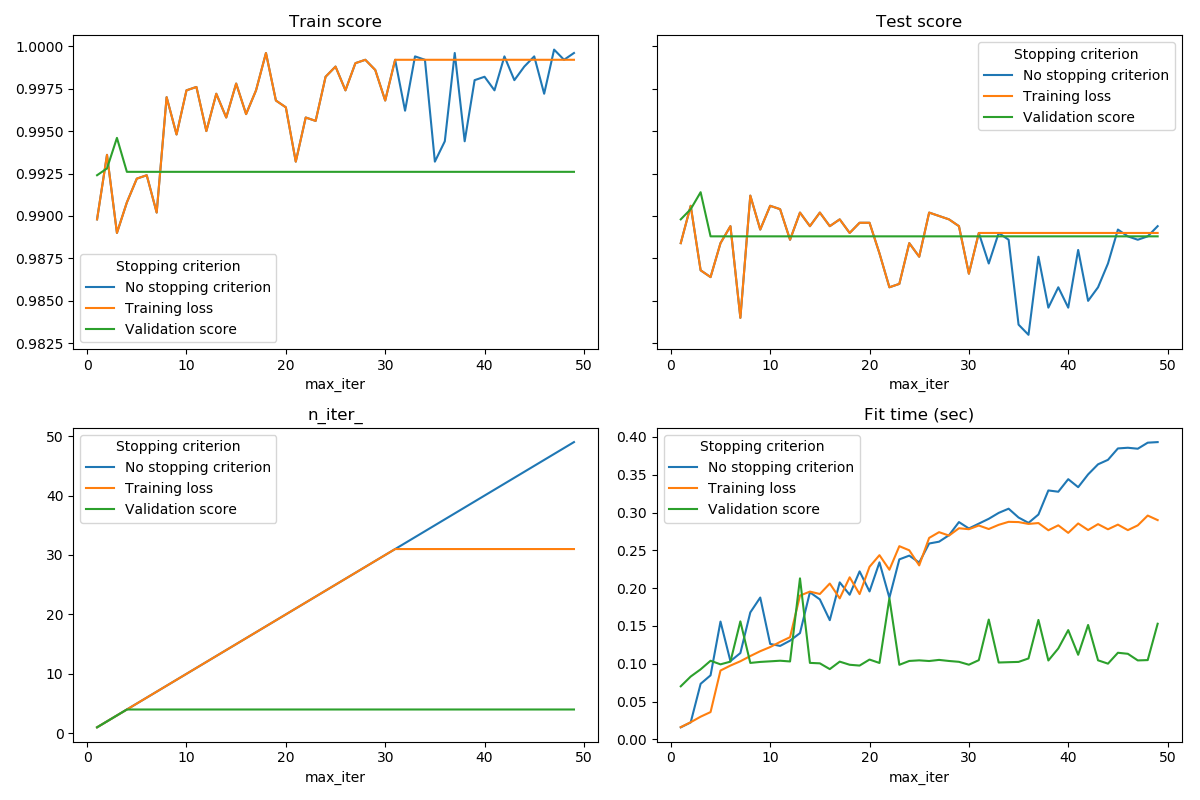 Train score
1.0000
0.9975
0.9950
0.9925
0.9900
0.9875
0.9850
0.9825
Stopping criterion
No stopping criterion
Training loss
Validation score
0 10 20 30 40 50
max_iter
Test score
Stopping criterion
No stopping criterion
Training loss
Validation score
0 10 20 30 40 50
max_iter
n_iter_
50
40
30
20
10
0
Stopping criterion
No stopping criterion
Training loss
Validation score
0 10 20 30 40 50
max_iter
Fit time (sec)
0.40
0.35
0.30
0.25
0.20
0.15
0.10
0.05
0.00
Stopping criterion
No stopping criterion
Training loss
Validation score
0 10 20 30 40 50
max_iter